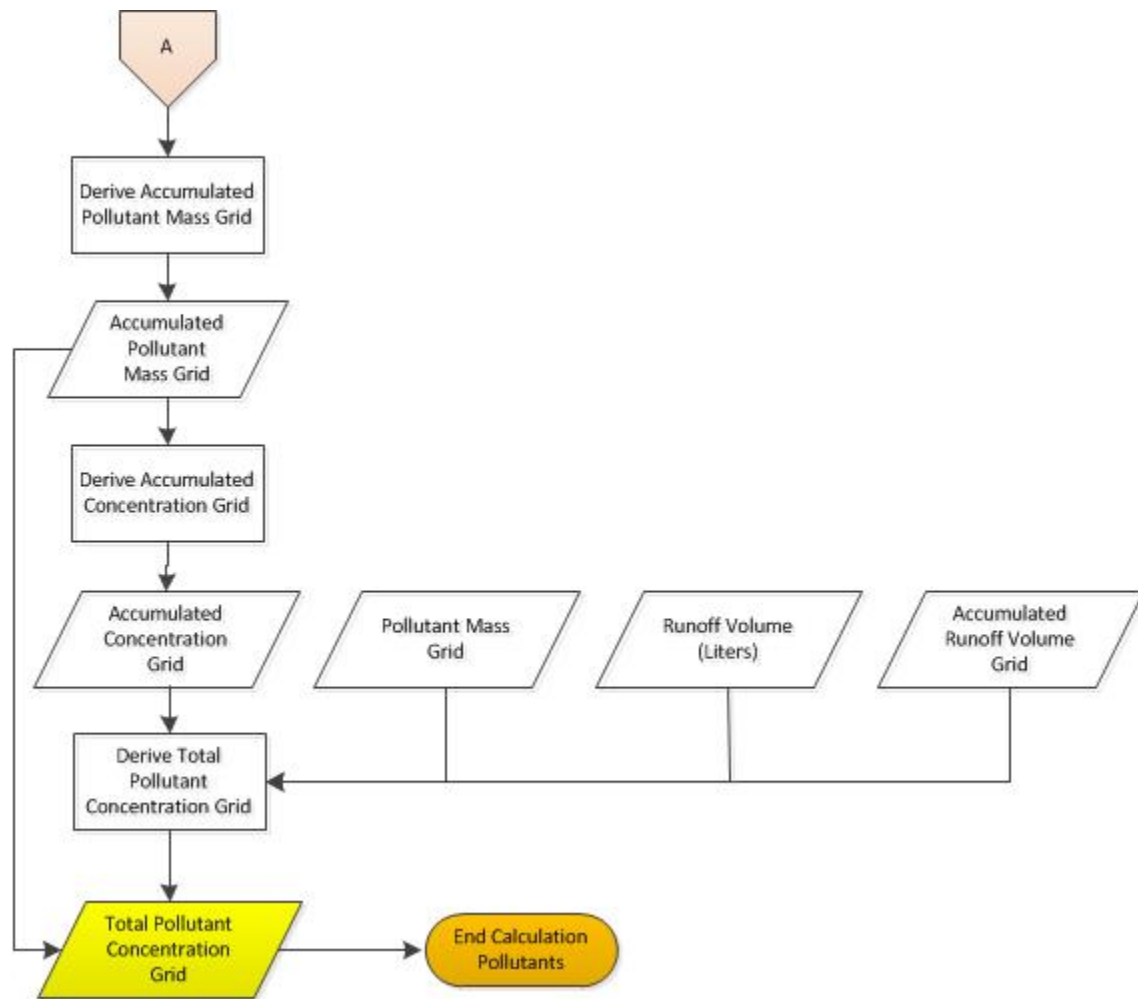 A
Derive Accumulated
Pollutant Mass Grid
Accumulated
Pollutant
Mass Grid
Derive Accumulated
Concentration Grid
Accumulated
Concentration
Grid
Pollutant Mass
Grid
Runoff Volume
(Liters)
Accumulated
Runoff Volume
Grid
Derive Total
Pollutant
Concentration Grid
Total Pollutant
Concentration
Grid
End Calculation
Pollutants